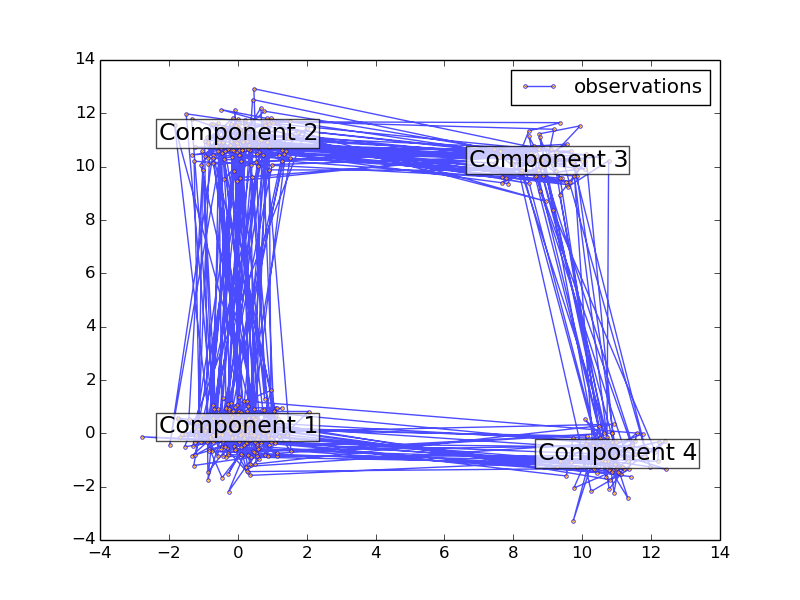 14
observations
12
Component 2
10
Component 3
8
6
4
2
Component 1
0
Component 4
−2
−4
−4 −2 0 2 4 6 8 10 12 14